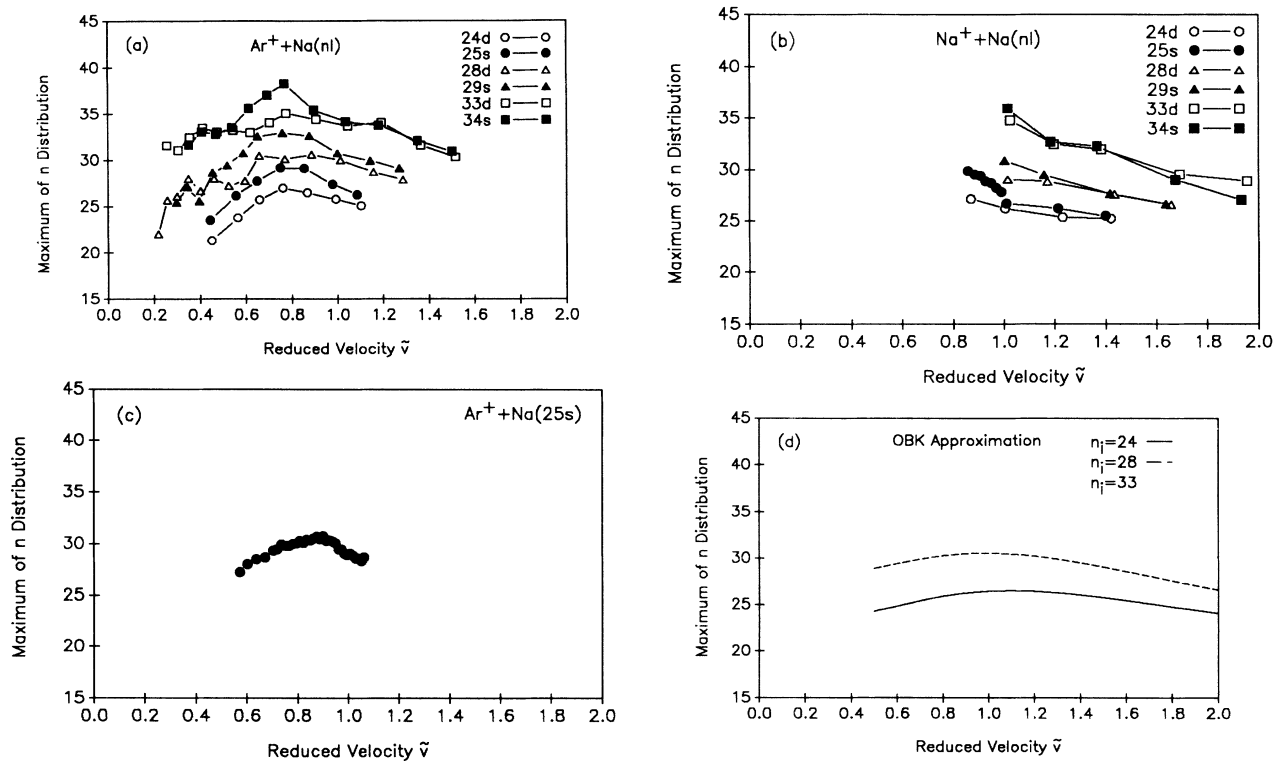 (a)
Ar⁺+Na(nl)
24d
25s
28d
29s
33d
34s
45
40
35
30
25
20
15
0.0 0.2 0.4 0.6 0.8 1.0 1.2 1.4 1.6 1.8 2.0
Maximum of n Distribution
Reduced Velocity ṽ
(b)
Na⁺+Na(nl)
24d
25s
28d
29s
33d
34s
45
40
35
30
25
20
15
0.0 0.2 0.4 0.6 0.8 1.0 1.2 1.4 1.6 1.8 2.0
Maximum of n Distribution
Reduced Velocity ṽ
(c)
Ar⁺+Na(25s)
45
40
35
30
25
20
15
0.0 0.2 0.4 0.6 0.8 1.0 1.2 1.4 1.6 1.8 2.0
Maximum of n Distribution
Reduced Velocity ṽ
(d)
OBK Approximation
nᵢ=24
nᵢ=28
nᵢ=33
45
40
35
30
25
20
15
0.0 0.2 0.4 0.6 0.8 1.0 1.2 1.4 1.6 1.8 2.0
Maximum of n Distribution
Reduced Velocity ṽ